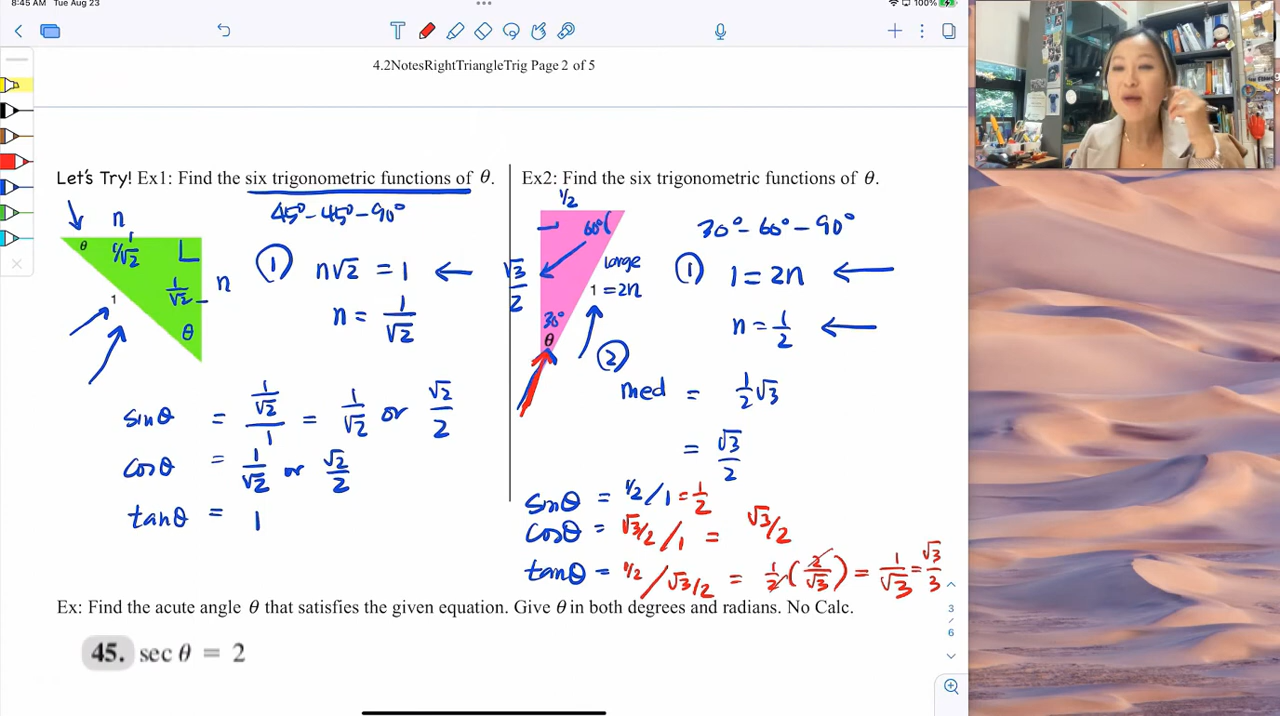 8:45 AM Tue Aug 23
100%
4.2NotesRightTriangleTrig Page 2 of 5
Let's Try! Ex1: Find the six trigonometric functions of θ.
45° - 45° - 90°
n
θ
1/√2
1/√2
n
1
θ
① n√2 = 1
n = 1/√2
sinθ = (1/√2)/1 = 1/√2 or √2/2
cosθ = 1/√2 or √2/2
tanθ = 1
Ex2: Find the six trigonometric functions of θ.
1/2
60°
√3/2
large
1 = 2n
30°
θ
30° - 60° - 90°
① 1 = 2n
n = 1/2
② med = 1/2 √3
= √3/2
sinθ = 1/2 / 1 = 1/2
cosθ = √3/2 / 1 = √3/2
tanθ = 1/2 / √3/2 = 1/2 (2/√3) = 1/√3 = √3/3
Ex: Find the acute angle θ that satisfies the given equation. Give θ in both degrees and radians. No Calc.
45. sec θ = 2
3
/
6